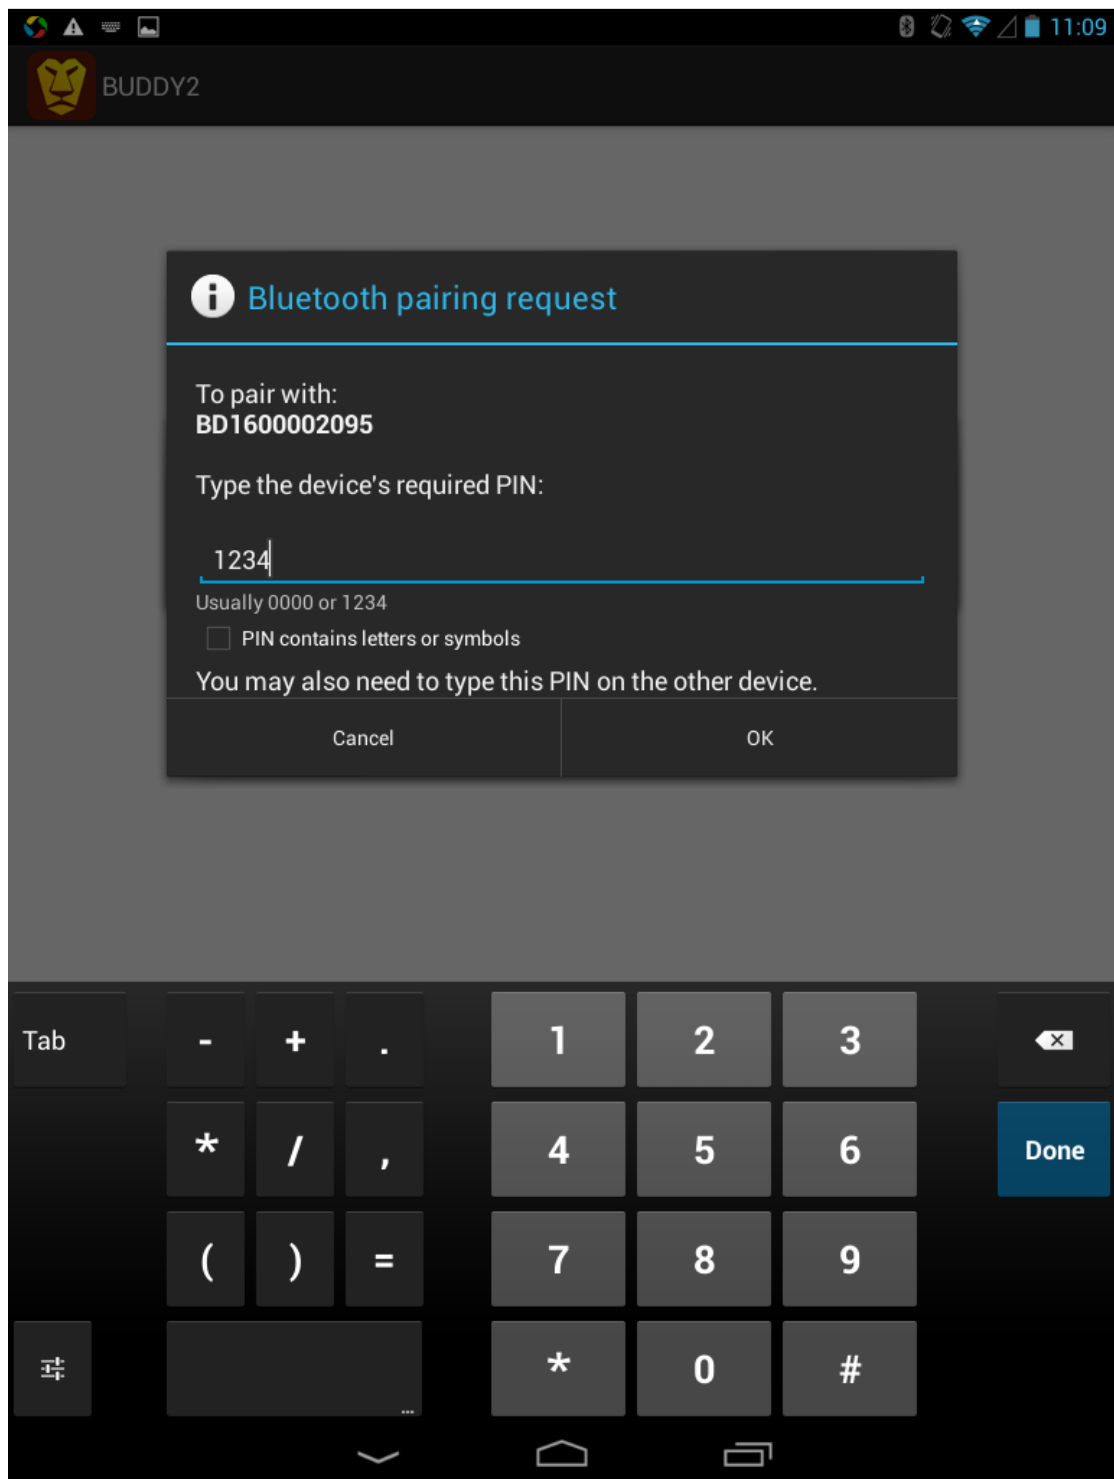 11:09
BUDDY2
Bluetooth pairing request
To pair with:
BD1600002095
Type the device's required PIN:
1234
Usually 0000 or 1234
PIN contains letters or symbols
You may also need to type this PIN on the other device.
Cancel OK
Tab - + . 1 2 3
* / , 4 5 6 Done
( ) = 7 8 9
... * 0 #